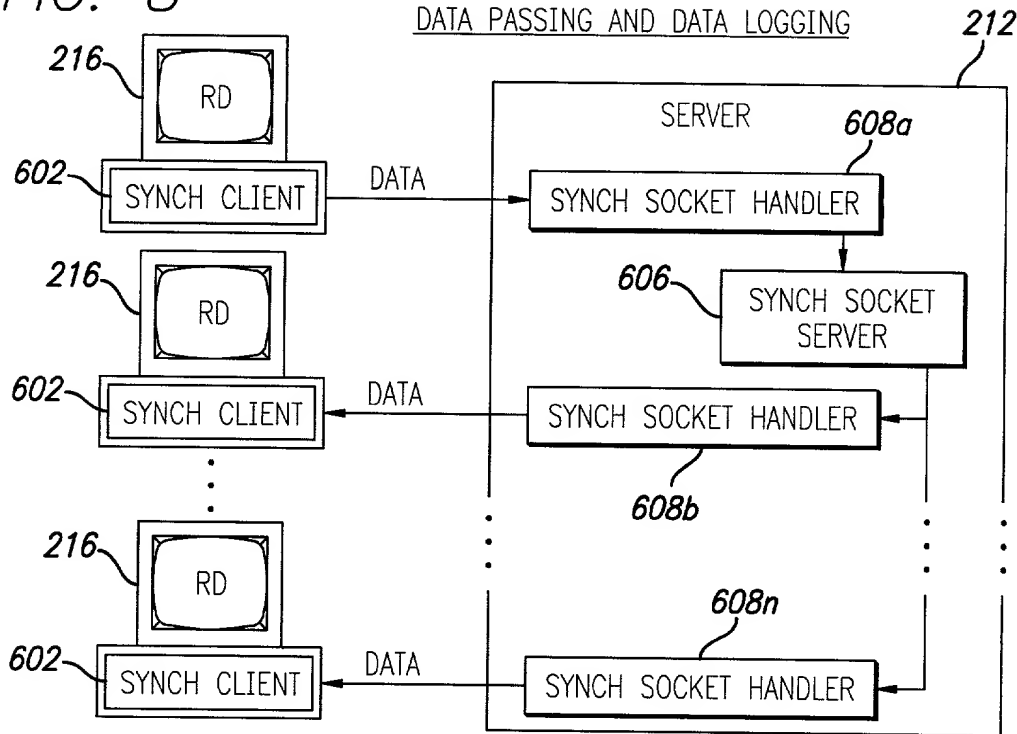 FIG.
DATA PASSING AND DATA LOGGING
212
216
RD
SERVER
608a
602
SYNCH CLIENT
DATA
SYNCH SOCKET HANDLER
216
RD
606
SYNCH SOCKET
SERVER
602
SYNCH CLIENT
DATA
SYNCH SOCKET HANDLER
608b
216
RD
608n
602
SYNCH CLIENT
DATA
SYNCH SOCKET HANDLER